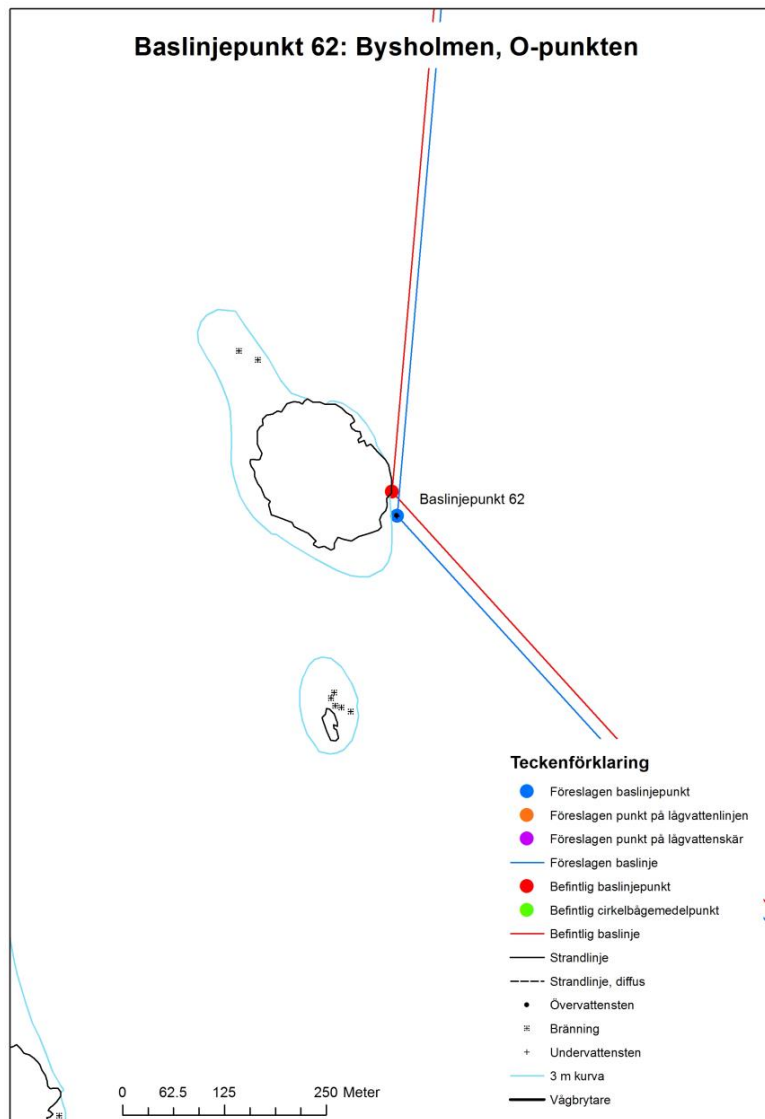 Baslinjepunkt 62: Bysholmen, O-punkten
Baslinjepunkt 62
Teckenförklaring
Föreslagen baslinjepunkt
Föreslagen punkt på lågvattenlinjen
Föreslagen punkt på lågvattenskär
Föreslagen baslinje
Befintlig baslinjepunkt
Befintlig cirkelbågemedelpunkt
Befintlig baslinje
Strandlinje
Strandlinje, diffus
Övervattensten
Bränning
Undervattensten
3 m kurva
Vågbrytare
0 62.5 125 250 Meter